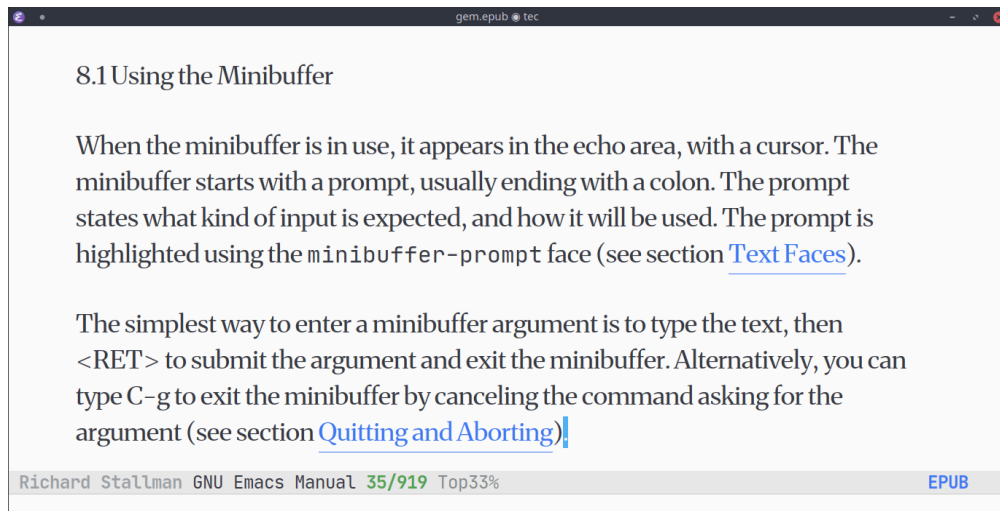 gem.epub ◉ tec
8.1 Using the Minibuffer
When the minibuffer is in use, it appears in the echo area, with a cursor. The
minibuffer starts with a prompt, usually ending with a colon. The prompt
states what kind of input is expected, and how it will be used. The prompt is
highlighted using the minibuffer-prompt face (see section Text Faces).
The simplest way to enter a minibuffer argument is to type the text, then
<RET> to submit the argument and exit the minibuffer. Alternatively, you can
type C-g to exit the minibuffer by canceling the command asking for the
argument (see section Quitting and Aborting).
Richard Stallman GNU Emacs Manual 35/919 Top33% EPUB